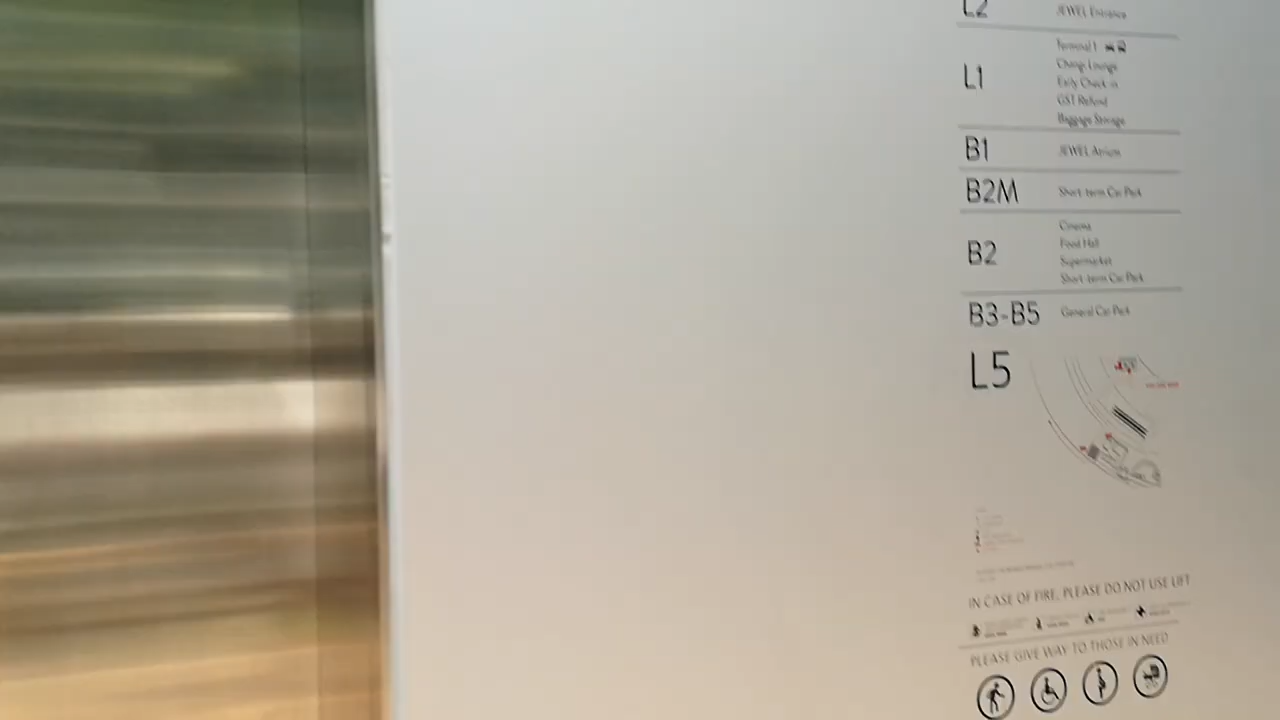 L2 JEWEL Entrance
L1 Terminal 1
Changi Lounge
Early Check-in
GST Refund
Baggage Storage
B1 JEWEL Atrium
B2M Short-term Car Park
B2 Cinema
Food Hall
Supermarket
Short-term Car Park
B3-B5 General Car Park
L5
IN CASE OF FIRE, PLEASE DO NOT USE LIFT
PLEASE GIVE WAY TO THOSE IN NEED